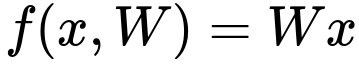 f(x, W) = Wx